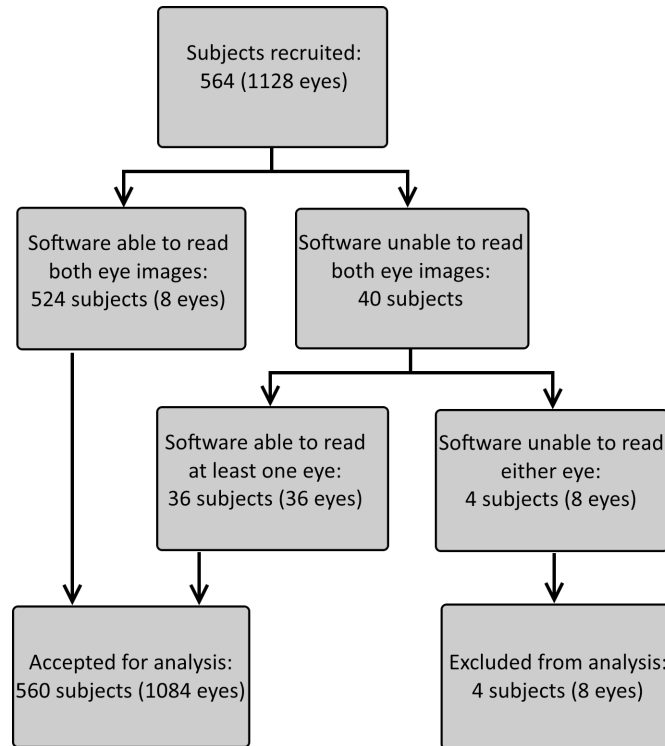 Subjects recruited:
564 (1128 eyes)
Software able to read
both eye images:
524 subjects (8 eyes)
Software unable to read
both eye images:
40 subjects
Software able to read
at least one eye:
36 subjects (36 eyes)
Software unable to read
either eye:
4 subjects (8 eyes)
Accepted for analysis:
560 subjects (1084 eyes)
Excluded from analysis:
4 subjects (8 eyes)